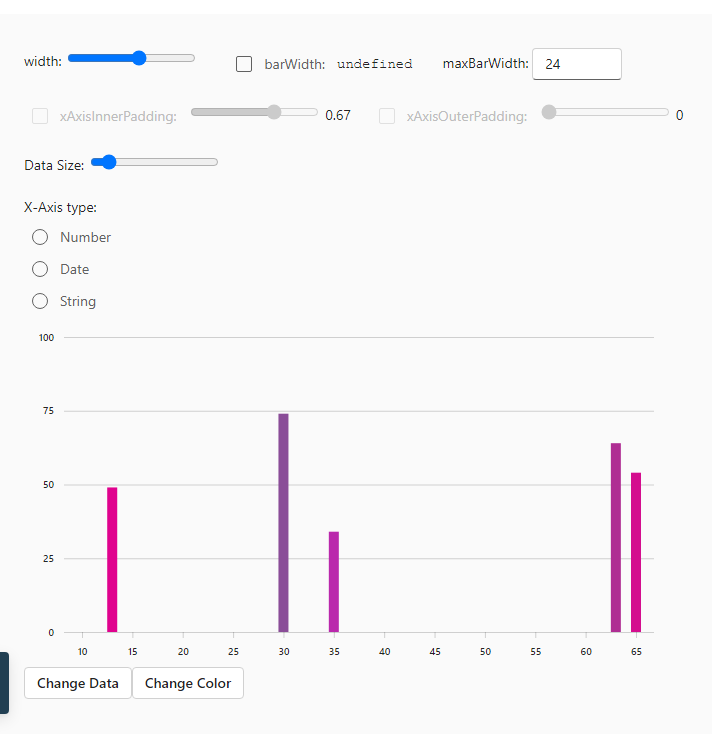 width: barWidth: undefined maxBarWidth: 24
xAxisInnerPadding: 0.67 xAxisOuterPadding: 0
Data Size:
X-Axis type:
Number
Date
String
100
75
50
25
0
10 15 20 25 30 35 40 45 50 55 60 65
Change Data Change Color